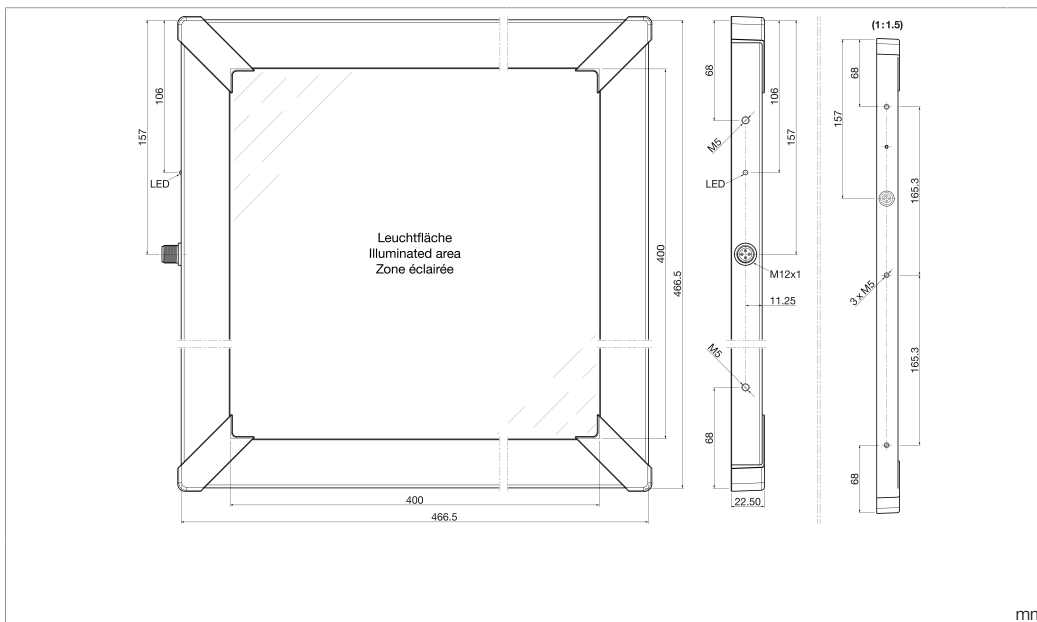 (1:1.5)
106
157
LED
Leuchtfläche
Illuminated area
Zone éclairée
400
466.5
400
466.5
68
M5
106
157
LED
M12x1
11.25
M5
68
22.50
68
157
165.3
3 x M5
165.3
68